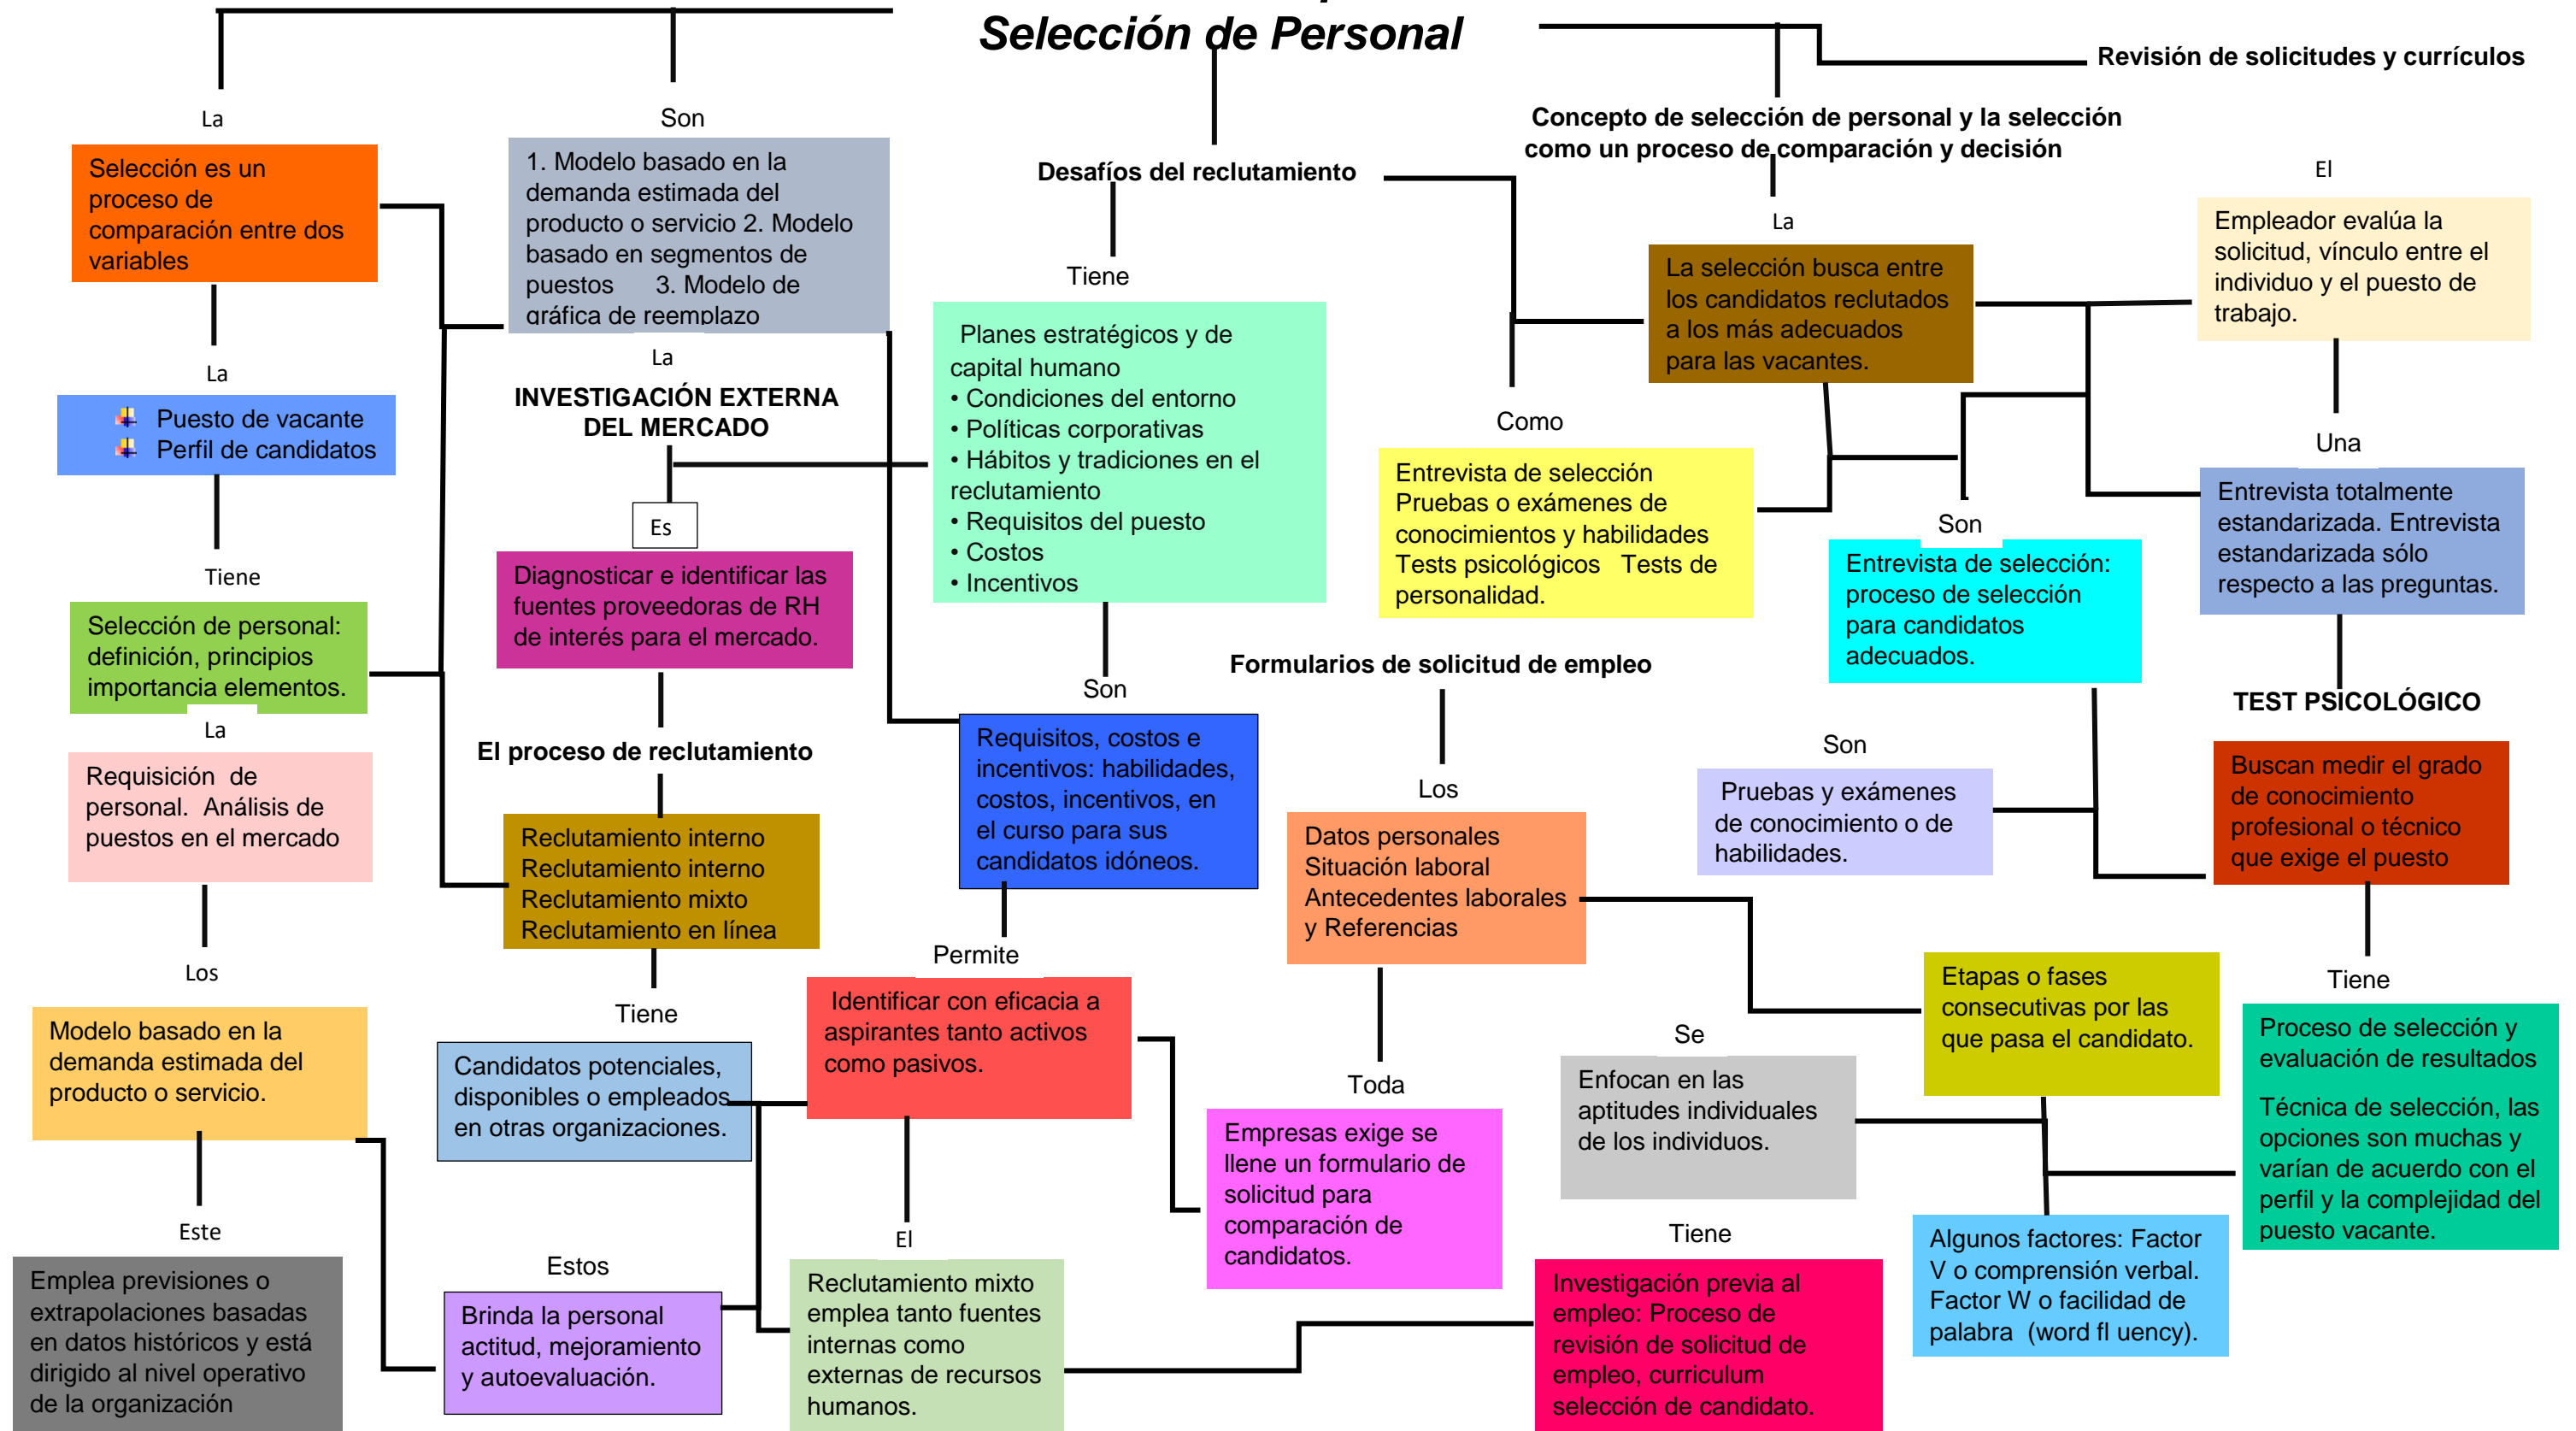 Selección de Personal
Revisión de solicitudes y currículos
La
Selección es un
proceso de
comparación entre dos
variables
La
Puesto de vacante
Perfil de candidatos
Tiene
Selección de personal:
definición, principios
importancia elementos.
La
Requisición  de
personal.  Análisis de
puestos en el mercado
Los
Modelo basado en la
demanda estimada del
producto o servicio.
Este
Emplea previsiones o
extrapolaciones basadas
en datos históricos y está
dirigido al nivel operativo
de la organización
Son
1. Modelo basado en la
demanda estimada del
producto o servicio 2. Modelo
basado en segmentos de
puestos      3. Modelo de
gráfica de reemplazo
La
INVESTIGACIÓN EXTERNA
DEL MERCADO
Es
Diagnosticar e identificar las
fuentes proveedoras de RH
de interés para el mercado.
El proceso de reclutamiento
Reclutamiento interno
Reclutamiento interno
Reclutamiento mixto
Reclutamiento en línea
Tiene
Candidatos potenciales,
disponibles o empleados
en otras organizaciones.
Estos
Brinda la personal
actitud, mejoramiento
y autoevaluación.
Desafíos del reclutamiento
Tiene
Planes estratégicos y de
capital humano
• Condiciones del entorno
• Políticas corporativas
• Hábitos y tradiciones en el
reclutamiento
• Requisitos del puesto
• Costos
• Incentivos
Son
Requisitos, costos e
incentivos: habilidades,
costos, incentivos, en
el curso para sus
candidatos idóneos.
Permite
Identificar con eficacia a
aspirantes tanto activos
como pasivos.
El
Reclutamiento mixto
emplea tanto fuentes
internas como
externas de recursos
humanos.
Concepto de selección de personal y la selección
como un proceso de comparación y decisión
La
La selección busca entre
los candidatos reclutados
a los más adecuados
para las vacantes.
Como
Entrevista de selección
Pruebas o exámenes de
conocimientos y habilidades
Tests psicológicos   Tests de
personalidad.
Formularios de solicitud de empleo
Los
Datos personales
Situación laboral
Antecedentes laborales
y Referencias
Toda
Empresas exige se
llene un formulario de
solicitud para
comparación de
candidatos.
Son
Entrevista de selección:
proceso de selección
para candidatos
adecuados.
Son
Pruebas y exámenes
de conocimiento o de
habilidades.
Etapas o fases
consecutivas por las
que pasa el candidato.
Se
Enfocan en las
aptitudes individuales
de los individuos.
Tiene
Investigación previa al
empleo: Proceso de
revisión de solicitud de
empleo, curriculum
selección de candidato.
Algunos factores: Factor
V o comprensión verbal.
Factor W o facilidad de
palabra  (word fl uency).
El
Empleador evalúa la
solicitud, vínculo entre el
individuo y el puesto de
trabajo.
Una
Entrevista totalmente
estandarizada. Entrevista
estandarizada sólo
respecto a las preguntas.
TEST PSICOLÓGICO
Buscan medir el grado
de conocimiento
profesional o técnico
que exige el puesto
Tiene
Proceso de selección y
evaluación de resultados
Técnica de selección, las
opciones son muchas y
varían de acuerdo con el
perfil y la complejidad del
puesto vacante.